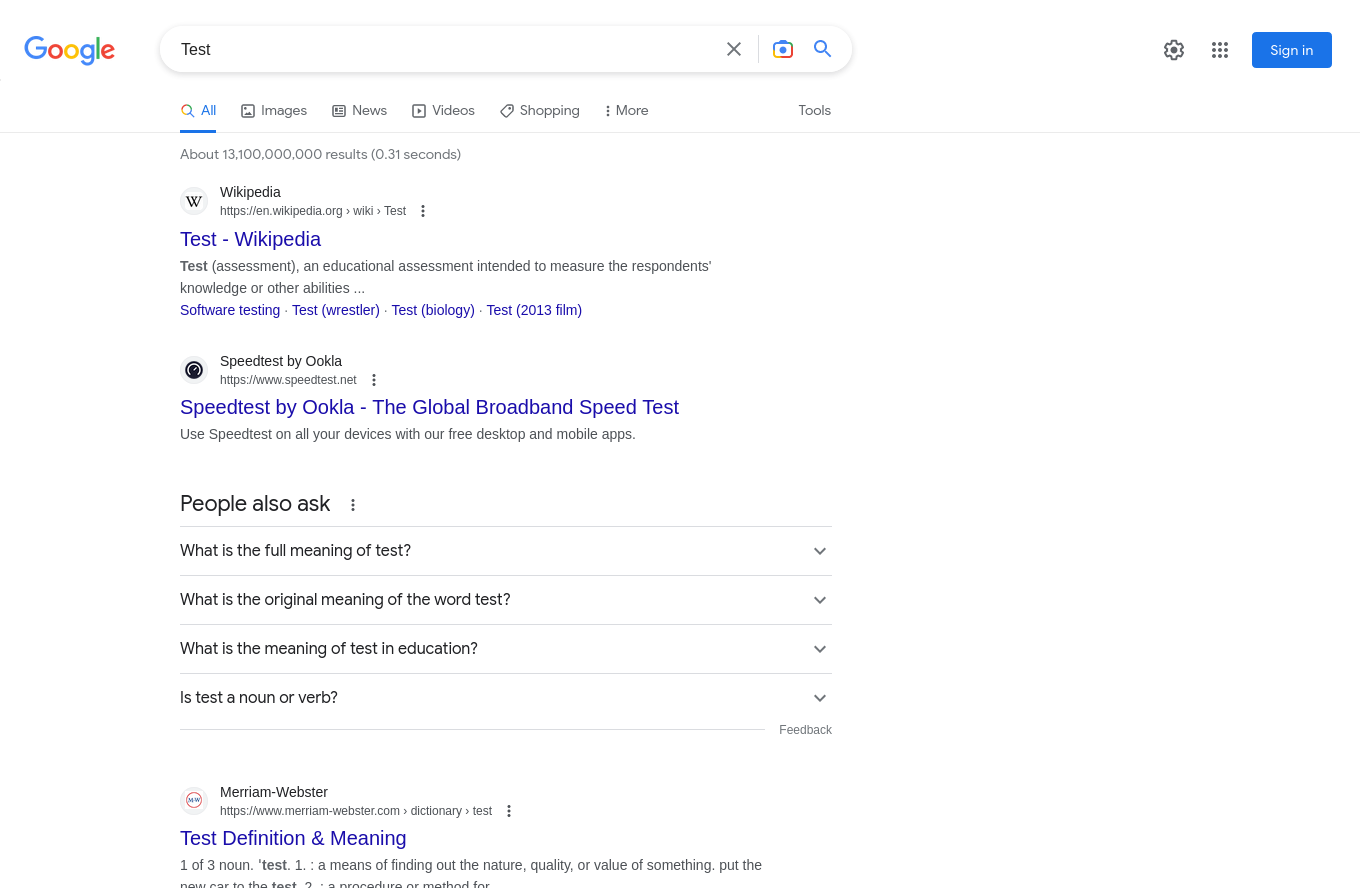 Google
Test
Sign in
All
Images
News
Videos
Shopping
More
Tools
About 13,100,000,000 results (0.31 seconds)
W
Wikipedia
https://en.wikipedia.org › wiki › Test
Test - Wikipedia
Test (assessment), an educational assessment intended to measure the respondents'
knowledge or other abilities ...
Software testing · Test (wrestler) · Test (biology) · Test (2013 film)
Speedtest by Ookla
https://www.speedtest.net
Speedtest by Ookla - The Global Broadband Speed Test
Use Speedtest on all your devices with our free desktop and mobile apps.
People also ask
What is the full meaning of test?
What is the original meaning of the word test?
What is the meaning of test in education?
Is test a noun or verb?
Feedback
M-W
Merriam-Webster
https://www.merriam-webster.com › dictionary › test
Test Definition & Meaning
1 of 3 noun. ˈtest. 1. : a means of finding out the nature, quality, or value of something. put the
new car to the test. 2. : a procedure or method for